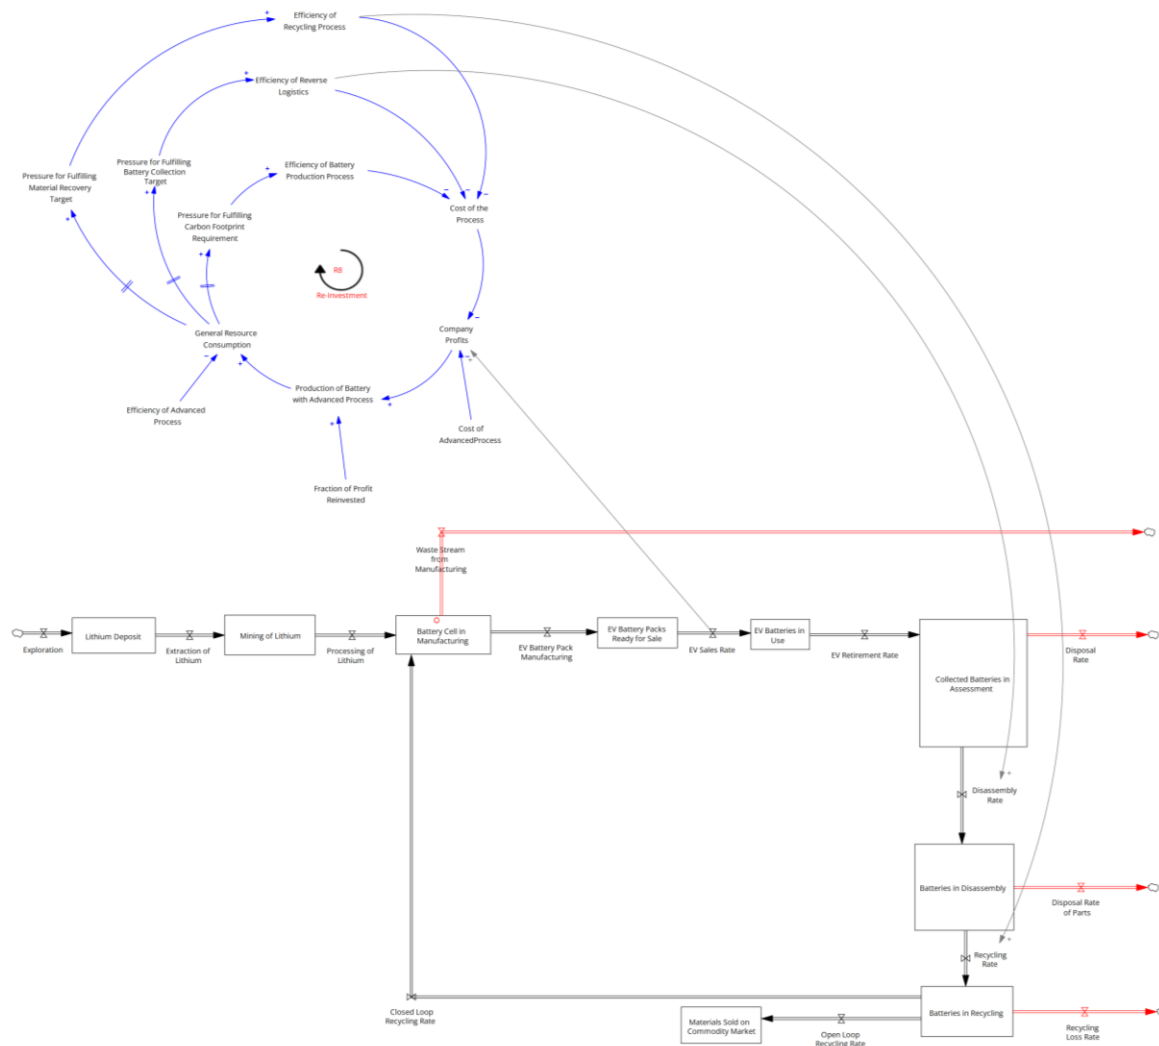 Efficiency of
Recycling Process
Efficiency of Reverse
Logistics
Pressure for Fulfilling
Battery Collection
Target
Efficiency of Battery
Production Process
Pressure for Fulfilling
Material Recovery
Target
Pressure for Fulfilling
Carbon Footprint
Requirement
Cost of the
Process
R8
Re-Investment
General Resource
Consumption
Company
Profits
Production of Battery
with Advanced Process
Efficiency of Advanced
Process
Cost of
AdvancedProcess
Fraction of Profit
Reinvested
Waste Stream
from
Manufacturing
Exploration
Lithium Deposit
Extraction of
Lithium
Mining of Lithium
Processing of
Lithium
Battery Cell in
Manufacturing
EV Battery Pack
Manufacturing
EV Battery Packs
Ready for Sale
EV Sales Rate
EV Batteries in
Use
EV Retirement Rate
Collected Batteries in
Assessment
Disposal
Rate
Disassembly
Rate
Batteries in Disassembly
Disposal Rate
of Parts
Recycling
Rate
Closed Loop
Recycling Rate
Materials Sold on
Commodity Market
Open Loop
Recycling Rate
Batteries in Recycling
Recycling
Loss Rate